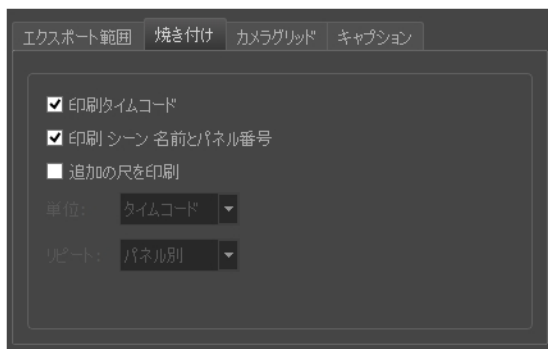 エクスポート範囲 焼き付け カメラグリッド キャプション
印刷タイムコード
印刷 シーン 名前とパネル番号
追加の尺を印刷
単位: タイムコード
リピート: パネル別